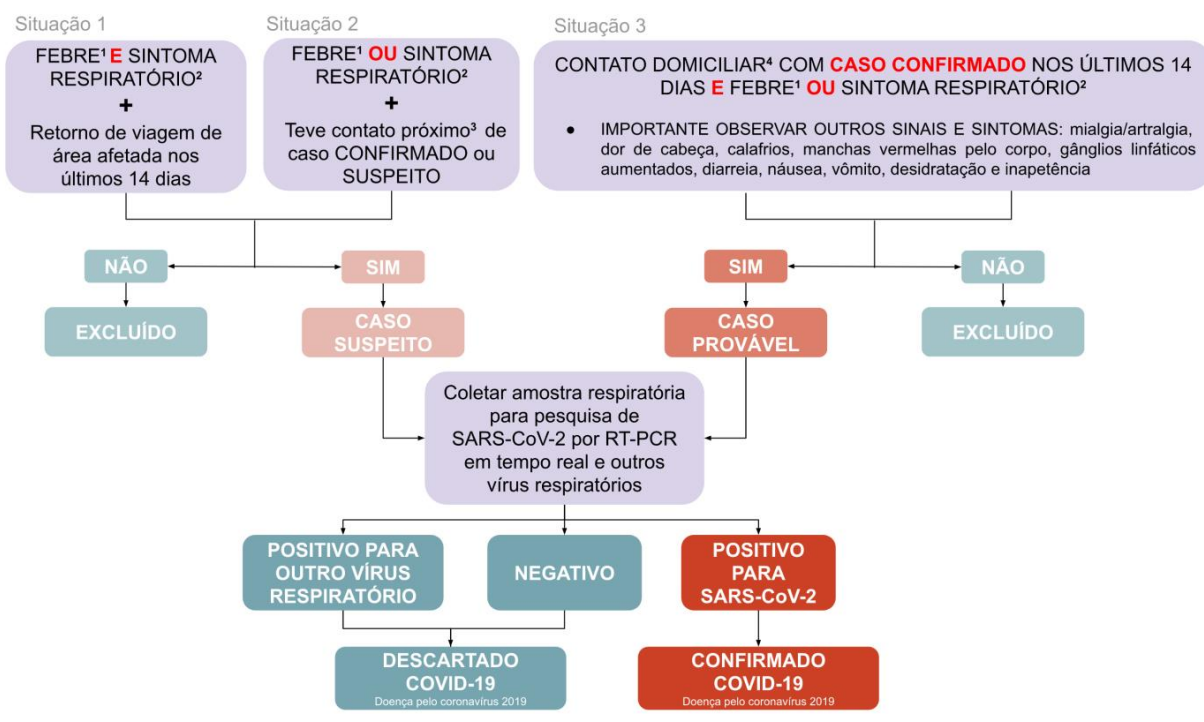 Situação 1
FEBRE¹ E SINTOMA
RESPIRATÓRIO²
+
Retorno de viagem de
área afetada nos
últimos 14 dias
Situação 2
FEBRE¹ OU SINTOMA
RESPIRATÓRIO²
+
Teve contato próximo³ de
caso CONFIRMADO ou
SUSPEITO
Situação 3
CONTATO DOMICILIAR⁴ COM CASO CONFIRMADO NOS ÚLTIMOS 14
DIAS E FEBRE¹ OU SINTOMA RESPIRATÓRIO²
● IMPORTANTE OBSERVAR OUTROS SINAIS E SINTOMAS: mialgia/artralgia,
dor de cabeça, calafrios, manchas vermelhas pelo corpo, gânglios linfáticos
aumentados, diarreia, náusea, vômito, desidratação e inapetência
NÃO
SIM
SIM
NÃO
EXCLUÍDO
CASO
SUSPEITO
CASO
PROVÁVEL
EXCLUÍDO
Coletar amostra respiratória
para pesquisa de
SARS-CoV-2 por RT-PCR
em tempo real e outros
vírus respiratórios
POSITIVO PARA
OUTRO VÍRUS
RESPIRATÓRIO
NEGATIVO
POSITIVO
PARA
SARS-CoV-2
DESCARTADO
COVID-19
Doença pelo coronavírus 2019
CONFIRMADO
COVID-19
Doença pelo coronavírus 2019